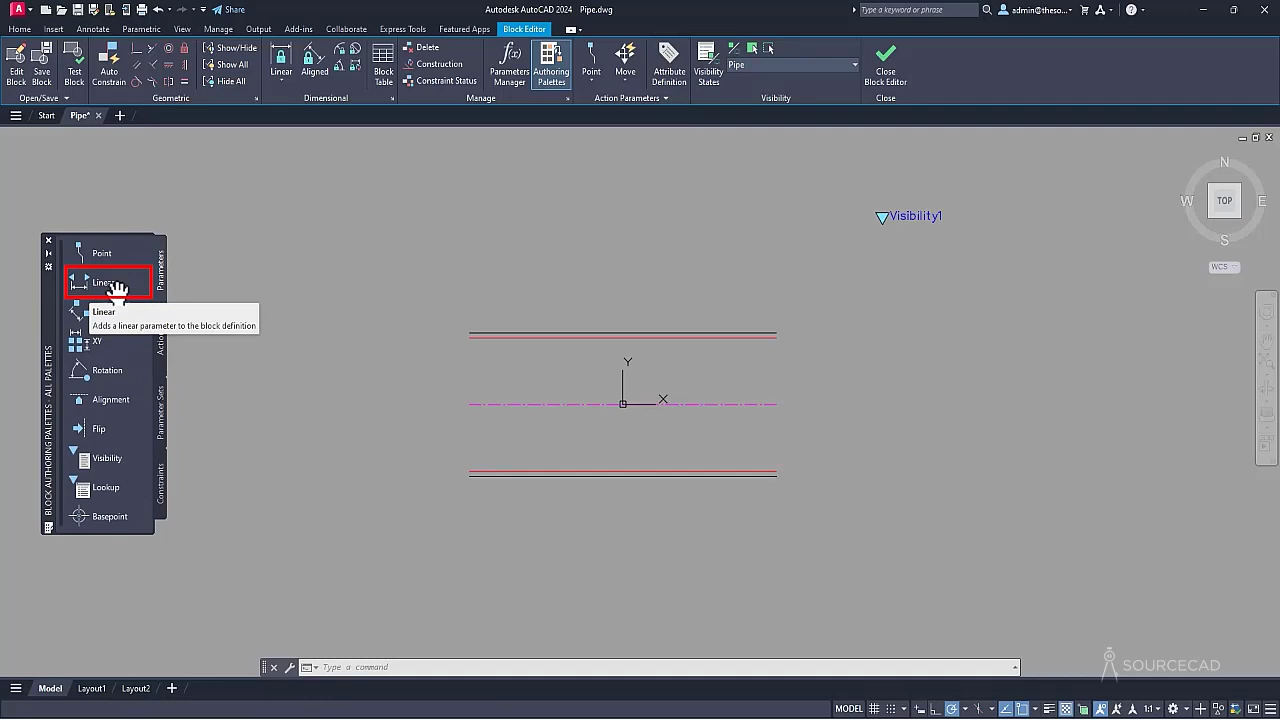 A
Share
Autodesk AutoCAD 2024 Pipe.dwg
Type a keyword or phrase
admin@theso...
Home Insert Annotate Parametric View Manage Output Add-ins Collaborate Express Tools Featured Apps Block Editor
Edit Block
Save Block
Test Block
Auto Constrain
Show/Hide
Show All
Hide All
Linear
Aligned
Block Table
Delete
Construction
Constraint Status
Parameters Manager
Authoring Palettes
Point
Move
Attribute Definition
Visibility States
Pipe
Close Block Editor
Open/Save Geometric Dimensional Manage Action Parameters Visibility Close
Start Pipe*
N
W TOP E
S
WCS
Visibility1
Point
Linear
Linear
Adds a linear parameter to the block definition
XY
Rotation
Alignment
Flip
Visibility
Lookup
Basepoint
Parameters
Parameter Sets
Constraints
BLOCK AUTHORING PALETTES - ALL PALETTES
Y
X
Type a command
SOURCECAD
Model Layout1 Layout2
MODEL 1:1